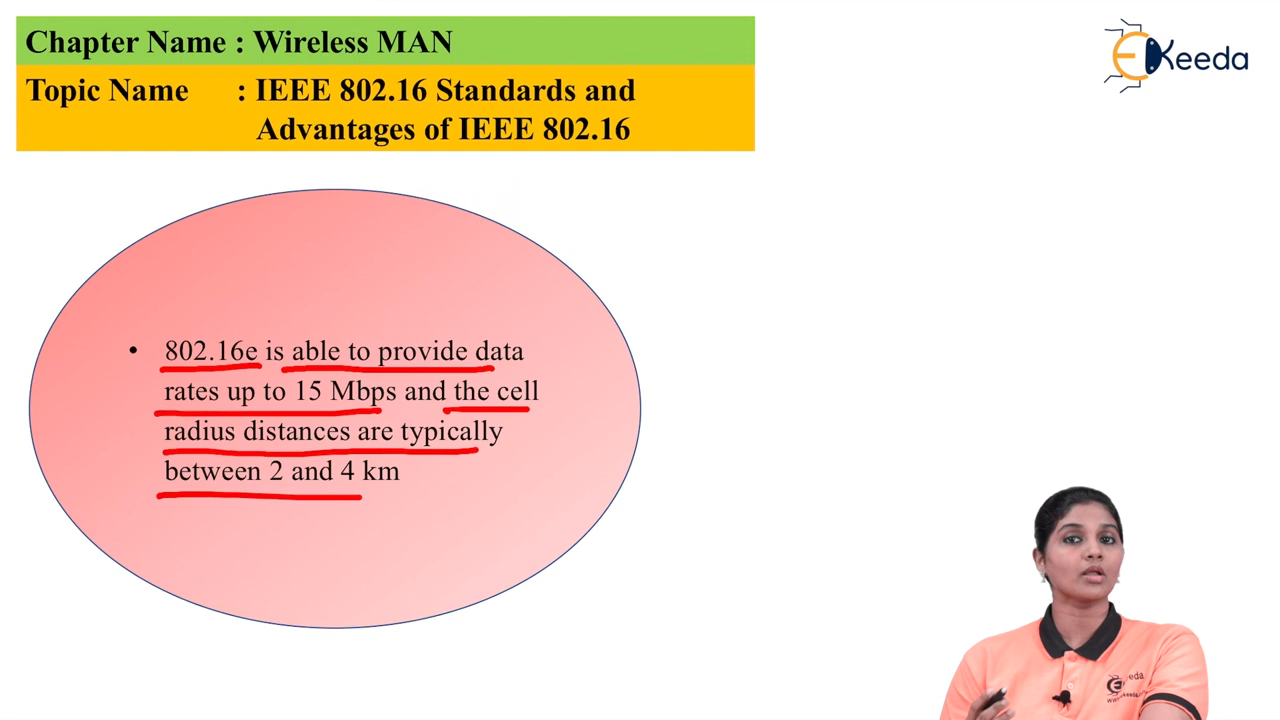 Chapter Name : Wireless MAN
Topic Name : IEEE 802.16 Standards and
Advantages of IEEE 802.16
EKeeda
• 802.16e is able to provide data
rates up to 15 Mbps and the cell
radius distances are typically
between 2 and 4 km